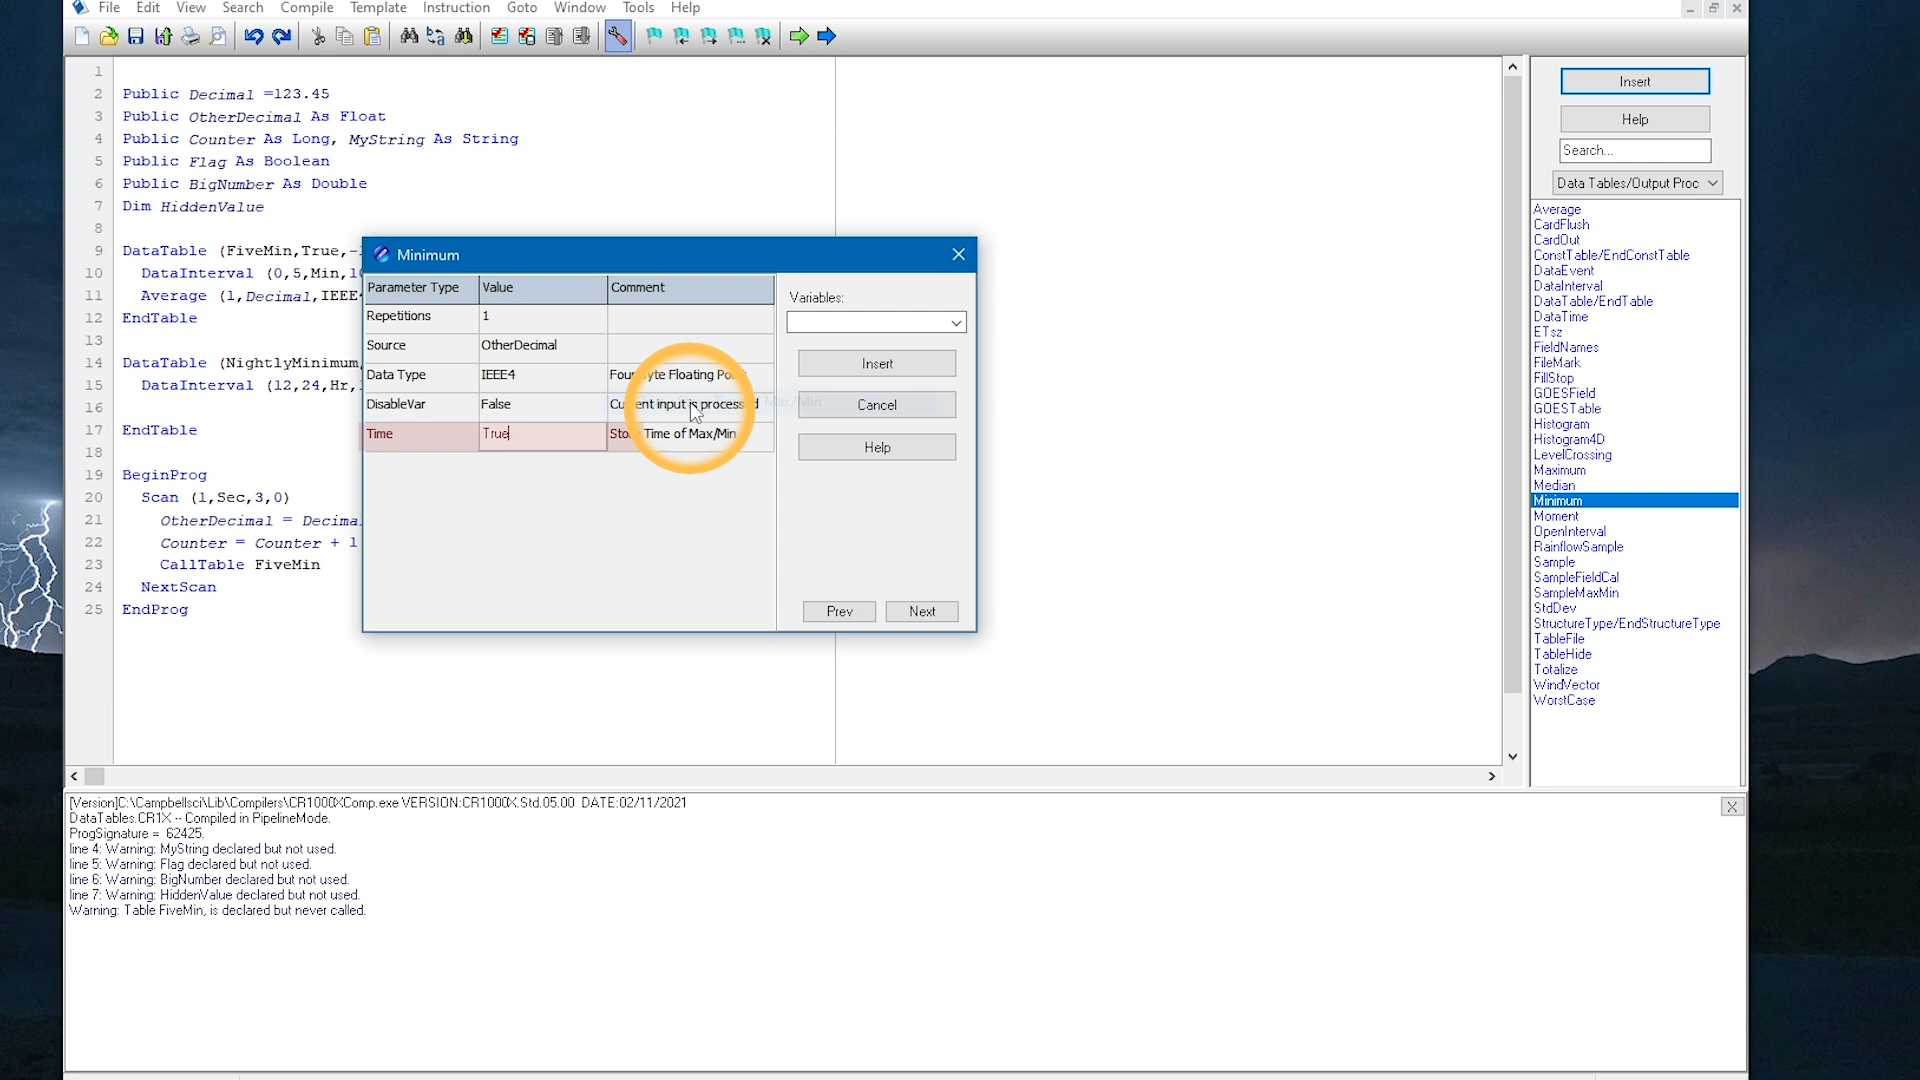 File Edit View Search Compile Template Instruction Goto Window Tools Help
1
2 Public Decimal =123.45
3 Public OtherDecimal As Float
4 Public Counter As Long, MyString As String
5 Public Flag As Boolean
6 Public BigNumber As Double
7 Dim HiddenValue
8
9 DataTable (FiveMin,True,-
10 DataInterval (0,5,Min,10
11 Average (1,Decimal,IEEE
12 EndTable
13
14 DataTable (NightlyMinimum,
15 DataInterval (12,24,Hr,
16
17 EndTable
18
19 BeginProg
20 Scan (1,Sec,3,0)
21 OtherDecimal = Decima
22 Counter = Counter + 1
23 CallTable FiveMin
24 NextScan
25 EndProg
Minimum
Parameter Type Value Comment
Repetitions 1
Source OtherDecimal
Data Type IEEE4 Four Byte Floating
DisableVar False Current input is processed
Time True Store Time of Max/Min
Variables:
Insert
Cancel
Help
Prev Next
Insert
Help
Search...
Data Tables/Output Proc
Average
CardFlush
CardOut
ConstTable/EndConstTable
DataEvent
DataInterval
DataTable/EndTable
DataTime
ETsz
FieldNames
FileMark
FillStop
GOESField
GOESTable
Histogram
Histogram4D
LevelCrossing
Maximum
Median
Minimum
Moment
OpenInterval
RainflowSample
Sample
SampleFieldCal
SampleMaxMin
StdDev
StructureType/EndStructureType
TableFile
TableHide
Totalize
WindVector
WorstCase
[Version]C:\Campbellsci\Lib\Compilers\CR1000XComp.exe VERSION:CR1000X.Std.05.00 DATE:02/11/2021
DataTables.CR1X -- Compiled in PipelineMode.
ProgSignature = 62425.
line 4: Warning: MyString declared but not used.
line 5: Warning: Flag declared but not used.
line 6: Warning: BigNumber declared but not used.
line 7: Warning: HiddenValue declared but not used.
Warning: Table FiveMin, is declared but never called.